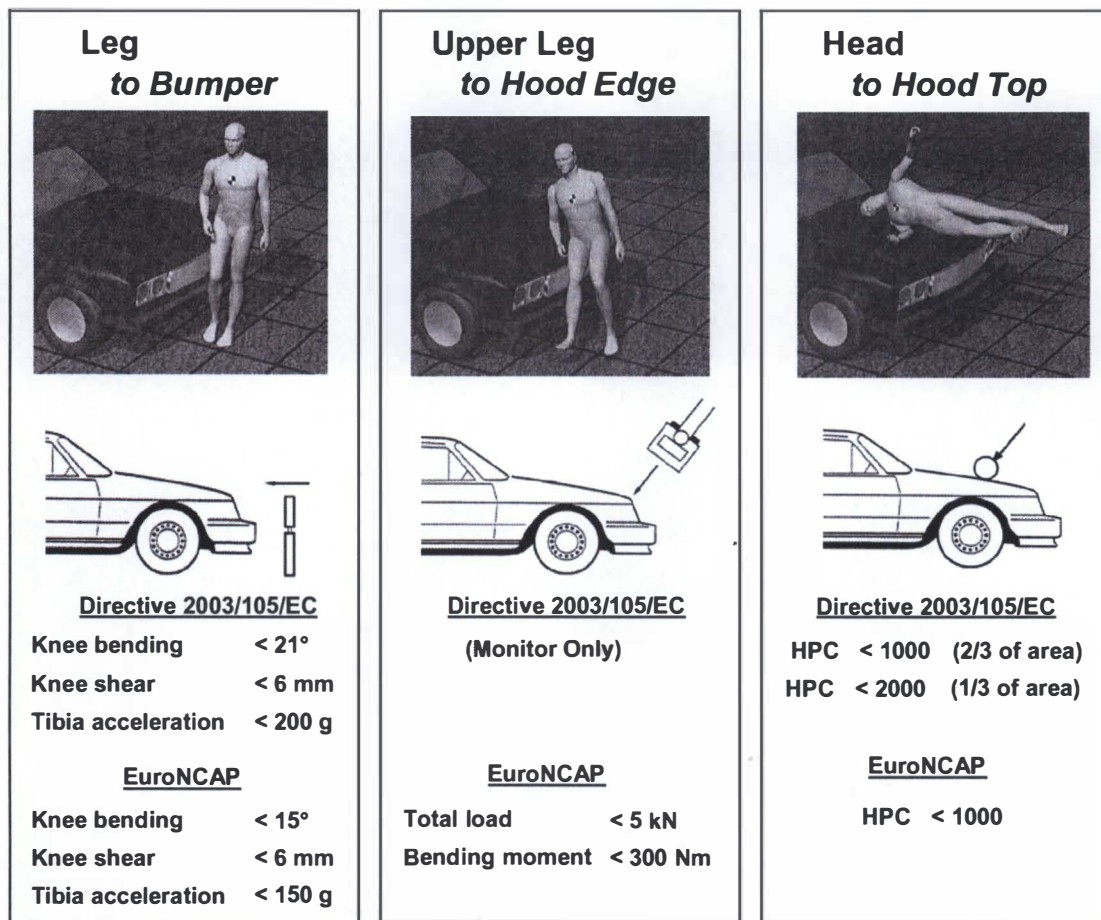 Leg
to Bumper
Directive 2003/105/EC
Knee bending < 21°
Knee shear < 6 mm
Tibia acceleration < 200 g
EuroNCAP
Knee bending < 15°
Knee shear < 6 mm
Tibia acceleration < 150 g
Upper Leg
to Hood Edge
Directive 2003/105/EC
(Monitor Only)
EuroNCAP
Total load < 5 kN
Bending moment < 300 Nm
Head
to Hood Top
Directive 2003/105/EC
HPC < 1000 (2/3 of area)
HPC < 2000 (1/3 of area)
EuroNCAP
HPC < 1000